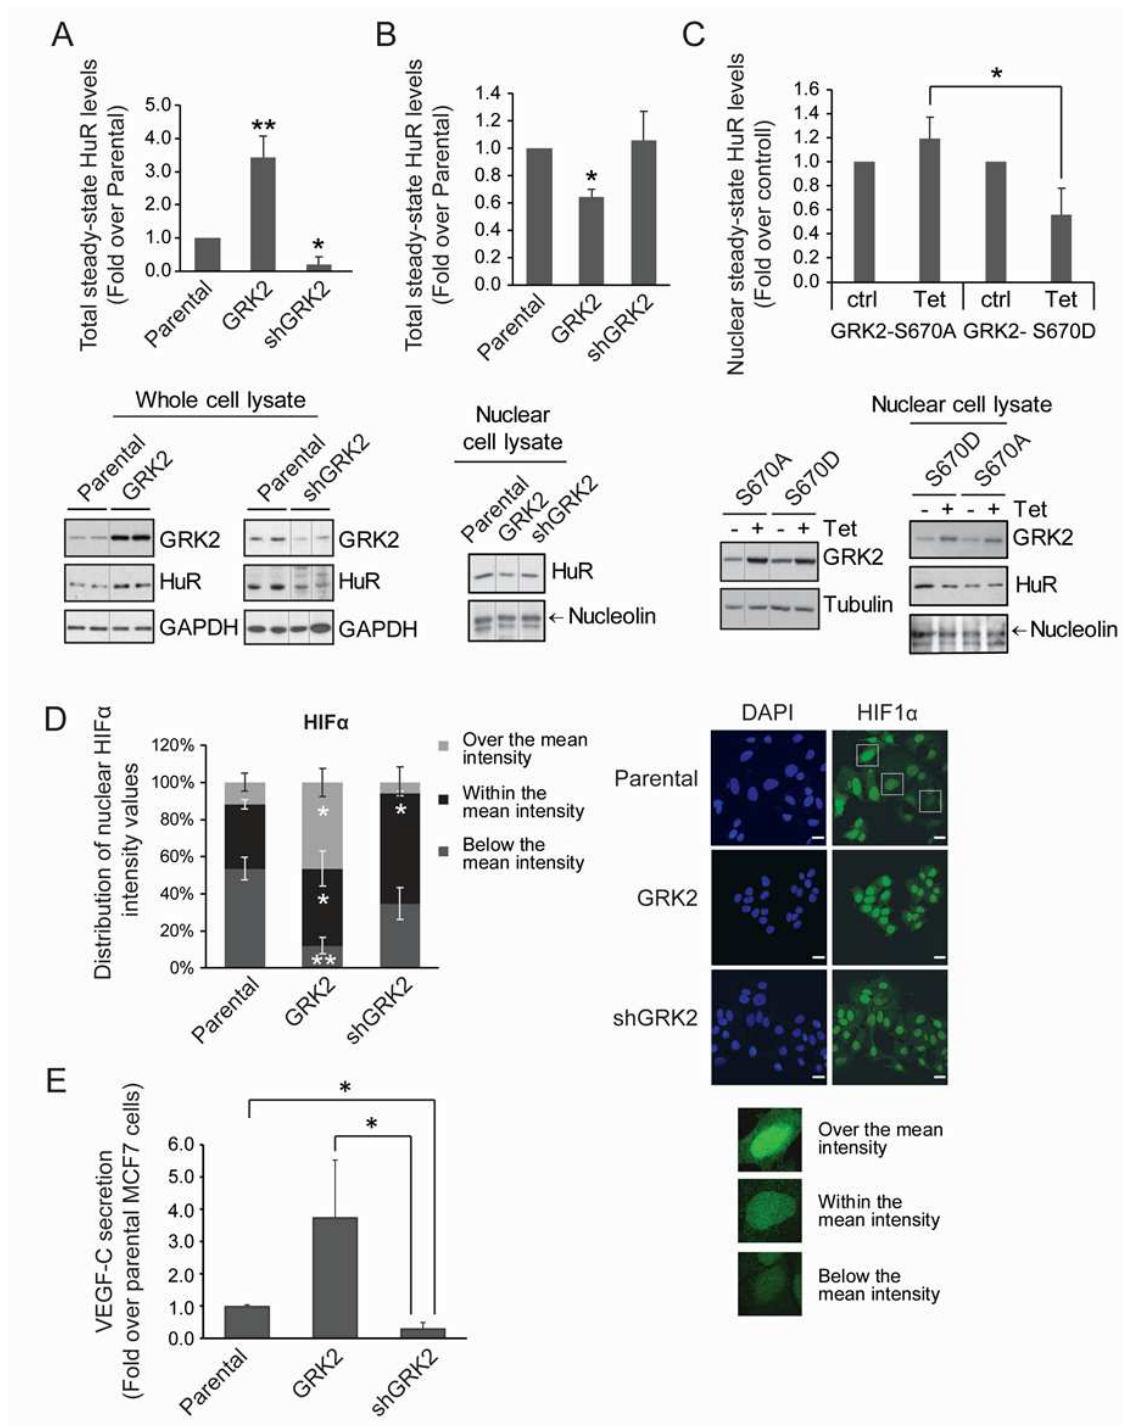 A
Total steady-state HuR levels
(Fold over Parental)
5.0
4.0
3.0
2.0
1.0
0.0
**
*
Parental
GRK2
shGRK2
B
Total steady-state HuR levels
(Fold over Parental)
1.4
1.2
1.0
0.8
0.6
0.4
0.2
0.0
*
Parental
GRK2
shGRK2
C
Nuclear steady-state HuR levels
(Fold over controll)
1.6
1.4
1.2
1.0
0.8
0.6
0.4
0.2
0.0
*
ctrl Tet ctrl Tet
GRK2-S670A GRK2- S670D
Whole cell lysate
Parental
GRK2
Parental
shGRK2
GRK2
HuR
GAPDH
GRK2
HuR
GAPDH
Nuclear
cell lysate
Parental
GRK2
shGRK2
HuR
← Nucleolin
S670A
S670D
- + - + Tet
GRK2
Tubulin
Nuclear cell lysate
S670D
S670A
- + - + Tet
GRK2
HuR
← Nucleolin
D
HIFα
Distribution of nuclear HIFα
intensity values
120%
100%
80%
60%
40%
20%
0%
*
*
**
*
Parental
GRK2
shGRK2
Over the mean
intensity
Within the
mean intensity
Below the
mean intensity
DAPI HIF1α
Parental
GRK2
shGRK2
Over the mean
intensity
Within the
mean intensity
Below the
mean intensity
E
VEGF-C secretion
(Fold over parental MCF7 cells)
6.0
5.0
4.0
3.0
2.0
1.0
0.0
*
*
Parental
GRK2
shGRK2